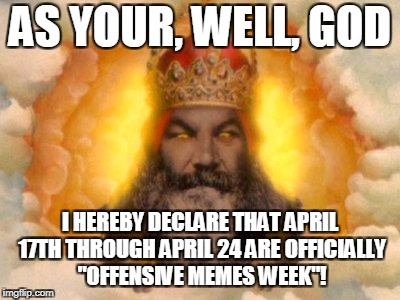 AS YOUR, WELL, GOD
I HEREBY DECLARE THAT APRIL
17TH THROUGH APRIL 24 ARE OFFICIALLY
"OFFENSIVE MEMES WEEK"!
imgflip.com